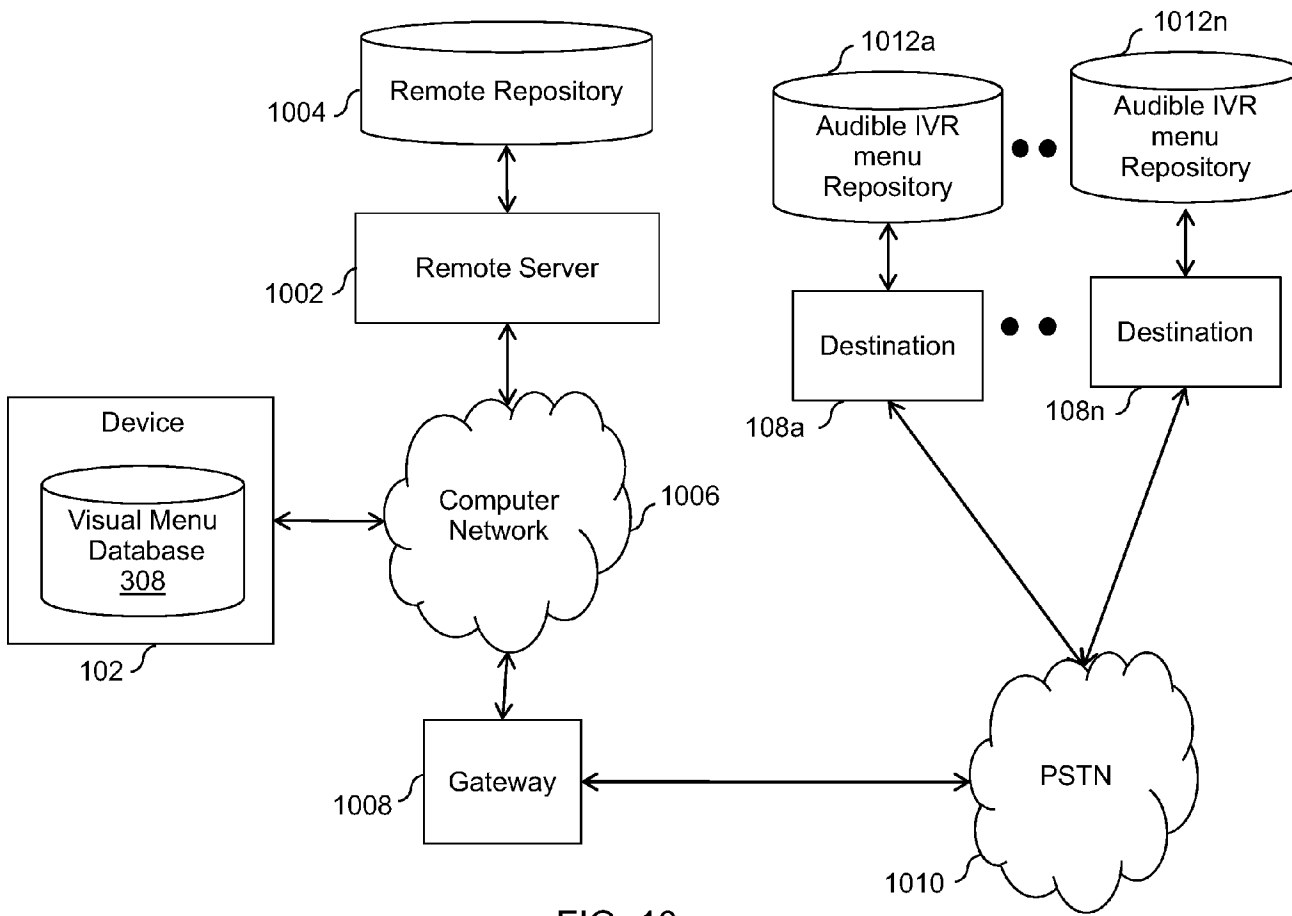 1012a
1012n
Remote Repository
1004
Audible IVR
menu
Repository
Audible IVR
menu
Repository
Remote Server
1002
Destination
Destination
108a
108n
Device
Visual Menu
Database
308
102
Computer
Network
1006
Gateway
1008
PSTN
1010